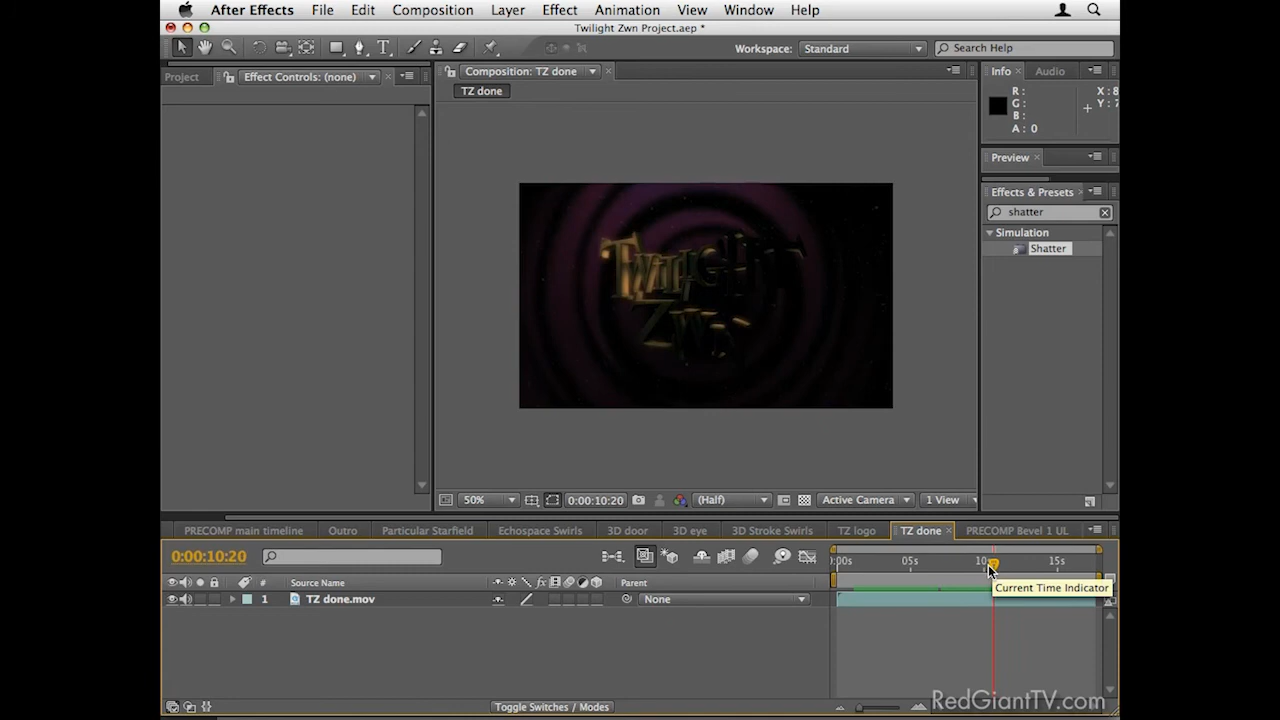 After Effects File Edit Composition Layer Effect Animation View Window Help
Twilight Zwn Project.aep *
Workspace: Standard Search Help
Project Effect Controls: (none) Composition: TZ done Info Audio
TZ done
R:
G:
B:
A: 0
X: 8
Y: 7
Preview
Effects & Presets
shatter
Simulation
Shatter
TWILIGHT
ZWN
50% 0:00:10:20 (Half) Active Camera 1 View
PRECOMP main timeline Outro Particular Starfield Echospace Swirls 3D door 3D eye 3D Stroke Swirls TZ logo TZ done PRECOMP Bevel 1 UL
0:00:10:20 :00s 05s 10 15s
# Source Name fx Parent
1 TZ done.mov None
Current Time Indicator
Toggle Switches / Modes
RedGiantTV.com